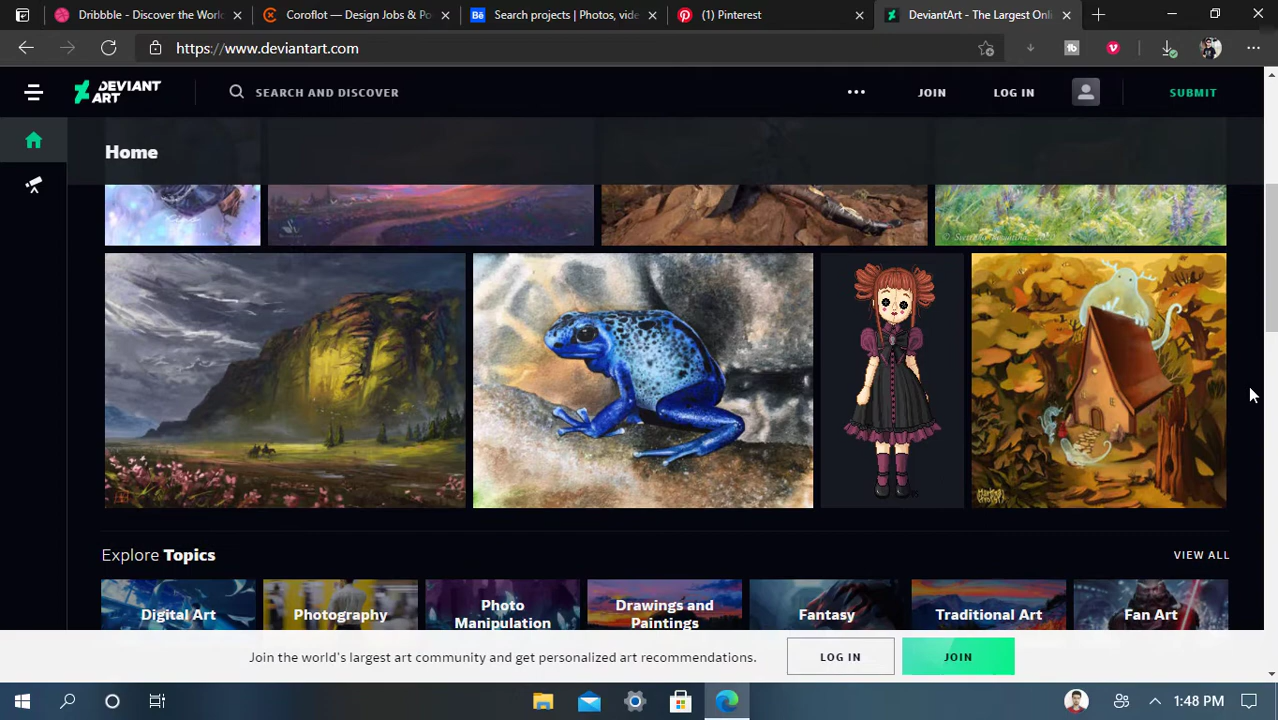 Dribbble - Discover the World
Coroflot — Design Jobs & Po
Search projects | Photos, vide
(1) Pinterest
DeviantArt - The Largest Onli
https://www.deviantart.com
DEVIANT
ART
SEARCH AND DISCOVER
JOIN
LOG IN
SUBMIT
Home
Explore Topics
VIEW ALL
Digital Art
Photography
Photo
Manipulation
Drawings and
Paintings
Fantasy
Traditional Art
Fan Art
Join the world's largest art community and get personalized art recommendations.
LOG IN
JOIN
1:48 PM